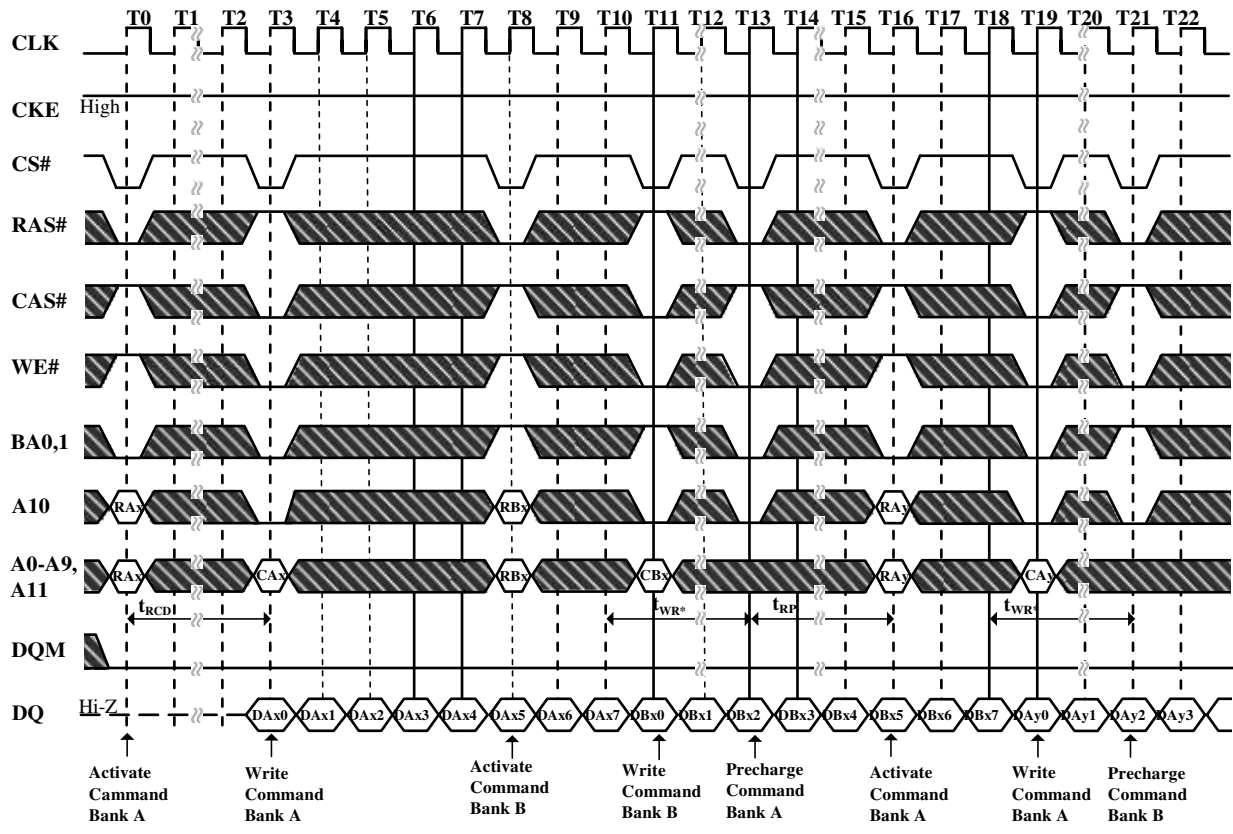 T0 T1 T2 T3 T4 T5 T6 T7 T8 T9 T10 T11 T12 T13 T14 T15 T16 T17 T18 T19 T20 T21 T22
CLK
CKE High
CS#
RAS#
CAS#
WE#
BA0,1
A10 RAx RBx RAy
A0-A9, A11 RAx CAx RBx CBx RAy CAy
tRCD tWR* tRP tWR*
DQM
DQ Hi-Z DAx0 DAx1 DAx2 DAx3 DAx4 DAx5 DAx6 DAx7 DBx0 DBx1 DBx2 DBx3 DBx4 DBx5 DBx6 DBx7 DAy0 DAy1 DAy2 DAy3
Activate Cammand Bank A
Write Command Bank A
Activate Command Bank B
Write Command Bank B
Precharge Command Bank A
Activate Command Bank A
Write Command Bank A
Precharge Command Bank B